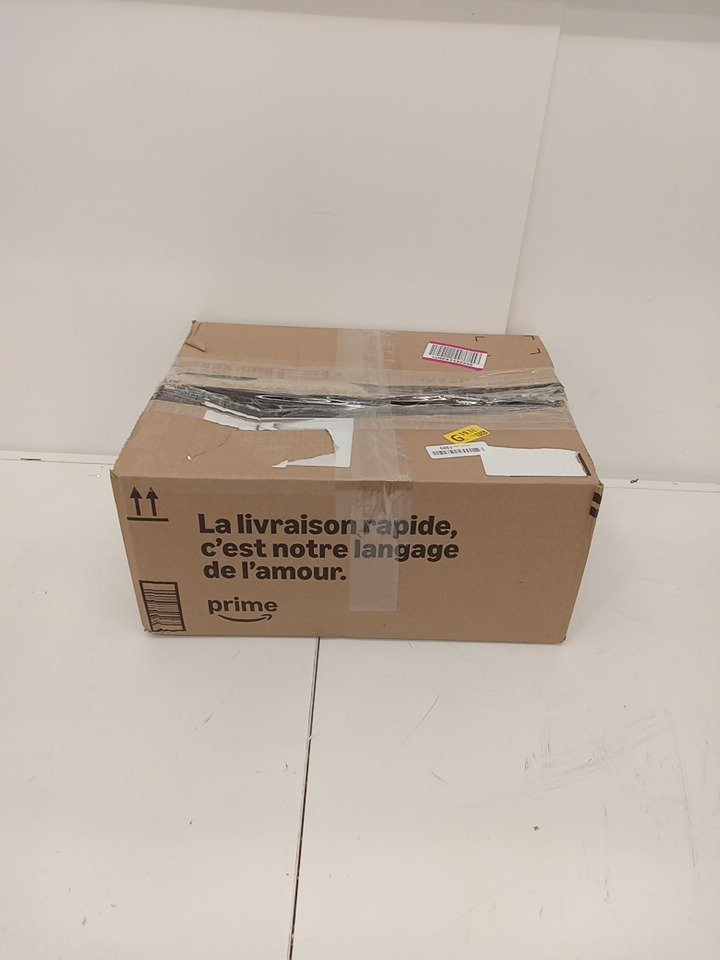 La livraison rapide,
c'est notre langage
de l'amour.
prime